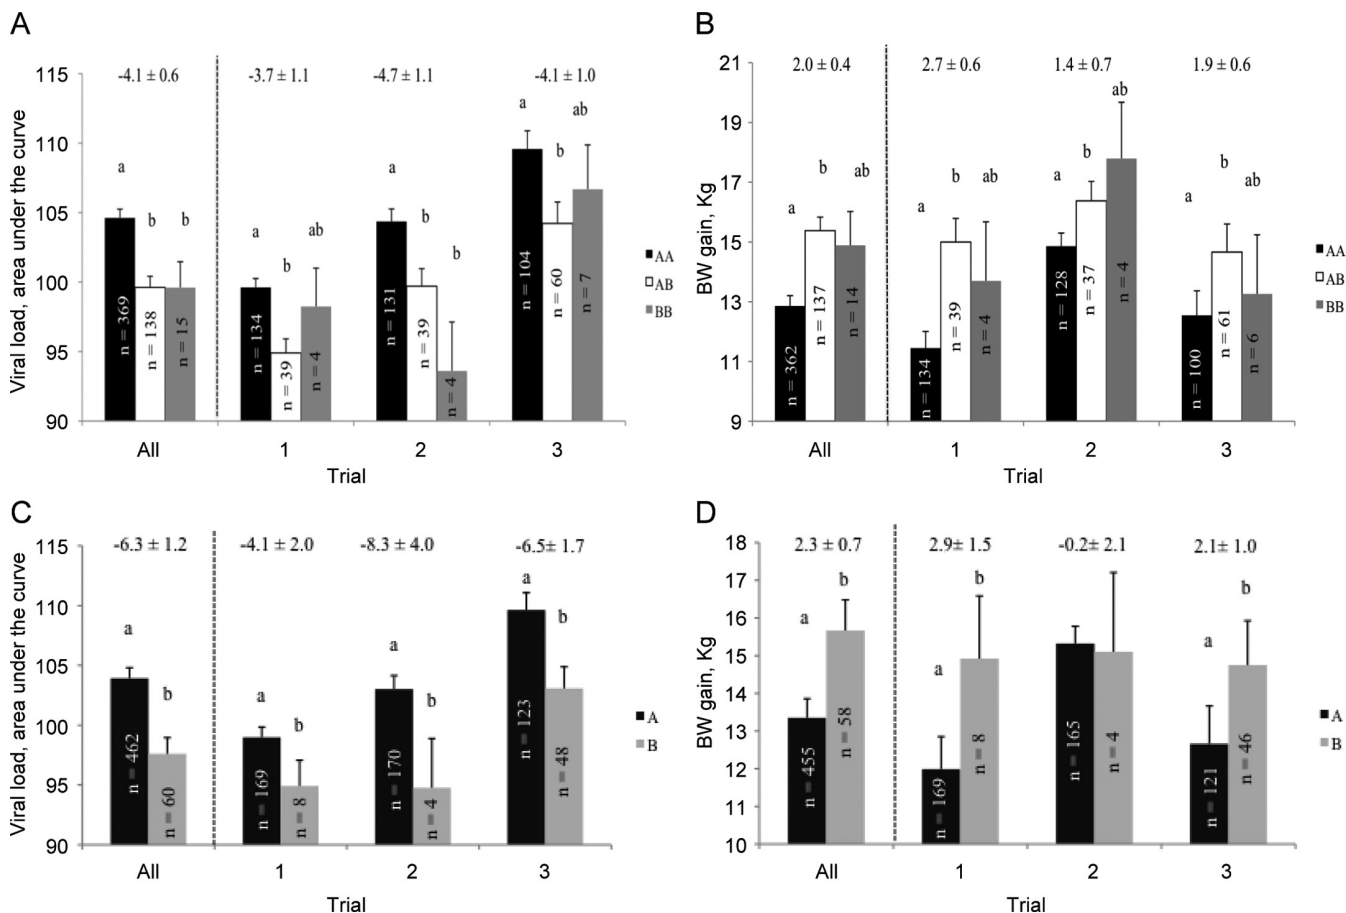 A
-4.1 ± 0.6 -3.7 ± 1.1 -4.7 ± 1.1 -4.1 ± 1.0
Viral load, area under the curve
115
110
105
100
95
90
a b b
a b ab
a b b
a b ab
n = 369 n = 138 n = 15
n = 134 n = 39 n = 4
n = 131 n = 39 n = 4
n = 104 n = 60 n = 7
AA
AB
BB
All 1 2 3
Trial
B
2.0 ± 0.4 2.7 ± 0.6 1.4 ± 0.7 1.9 ± 0.6
BW gain, Kg
21
19
17
15
13
11
9
a b ab
a b ab
a b ab
a b ab
n = 362 n = 137 n = 14
n = 134 n = 39 n = 4
n = 128 n = 37 n = 4
n = 100 n = 61 n = 6
AA
AB
BB
All 1 2 3
Trial
C
-6.3 ± 1.2 -4.1 ± 2.0 -8.3 ± 4.0 -6.5 ± 1.7
Viral load, area under the curve
115
110
105
100
95
90
a b
a b
a b
a b
n = 462 n = 60
n = 169 n = 8
n = 170 n = 4
n = 123 n = 48
A
B
All 1 2 3
Trial
D
2.3 ± 0.7 2.9± 1.5 -0.2± 2.1 2.1 ± 1.0
BW gain, Kg
18
17
16
15
14
13
12
11
10
a b
a b
a b
n = 455 n = 58
n = 169 n = 8
n = 165 n = 4
n = 121 n = 46
A
B
All 1 2 3
Trial